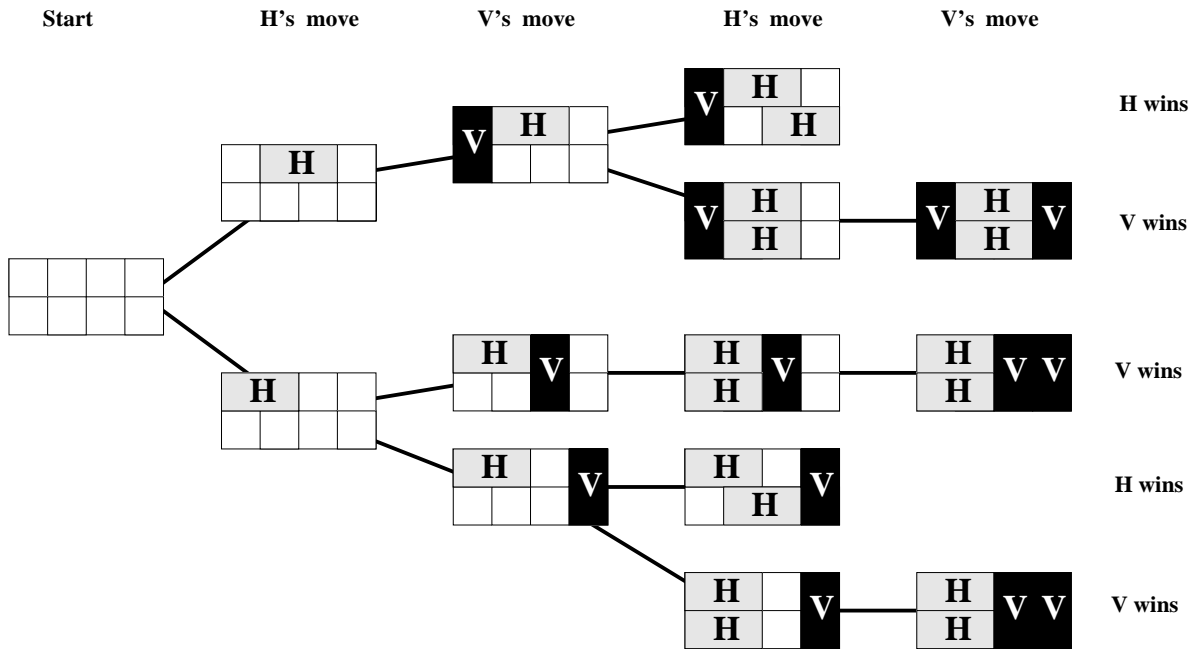 Start H's move V's move H's move V's move
H
V H H wins
H
V H
V H
H V H V
H V wins
H V H V H V V
H H V wins
H
H V H V H wins
H
H V H V V
H H V wins